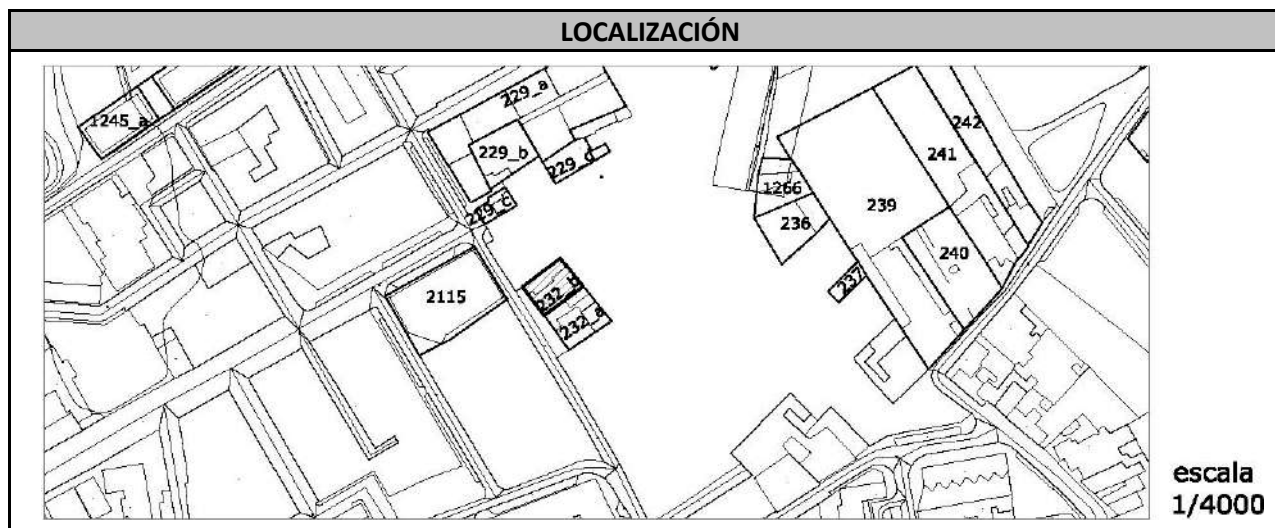 LOCALIZACIÓN
1245_a
229_a
229_b
229_d
229_c
242
241
1266
239
236
240
237
2115
232_b
232_a
escala
1/4000